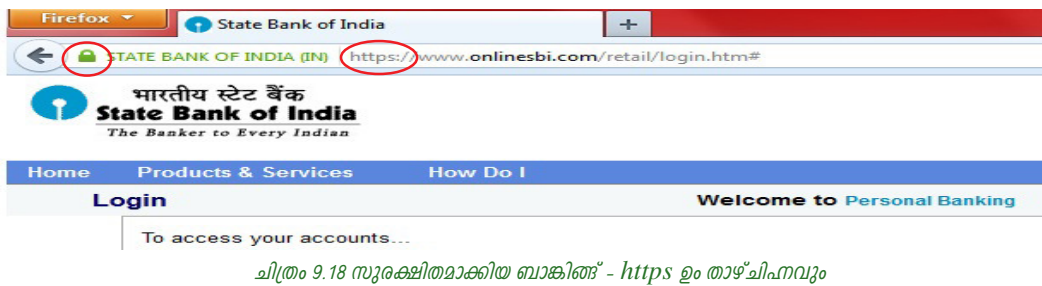 Firefox
State Bank of India
+
STATE BANK OF INDIA (IN) https://www.onlinesbi.com/retail/login.htm#
भारतीय स्टेट बैंक
State Bank of India
The Banker to Every Indian
Home Products & Services How Do I
Login Welcome to Personal Banking
To access your accounts...
ചിത്രം 9.18 സുരക്ഷിതമാക്കിയ ബാങ്കിങ്ങ് - https ഉം താഴ്ചിഹ്നവും